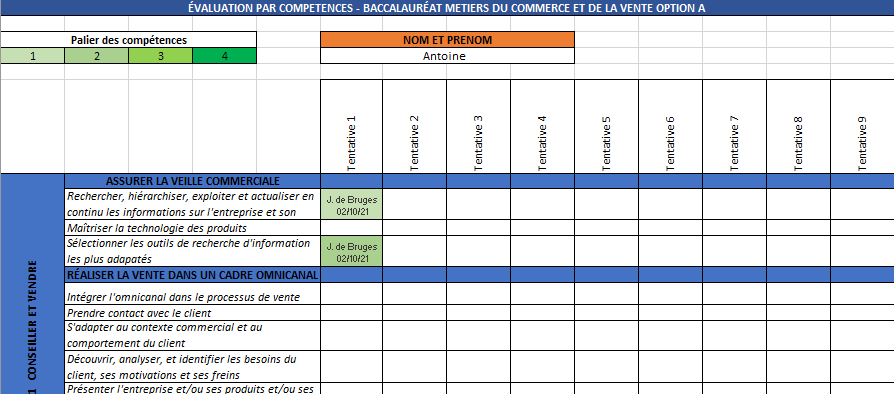 ÉVALUATION PAR COMPETENCES - BACCALAURÉAT METIERS DU COMMERCE ET DE LA VENTE OPTION A
Palier des compétences
NOM ET PRENOM
1 2 3 4
Antoine
Tentative 1
Tentative 2
Tentative 3
Tentative 4
Tentative 5
Tentative 6
Tentative 7
Tentative 8
Tentative 9
1 CONSEILLER ET VENDRE
ASSURER LA VEILLE COMMERCIALE
Rechercher, hiérarchiser, exploiter et actualiser en
continu les informations sur l'entreprise et son
J. de Bruges
02/10/21
Maîtriser la technologie des produits
Sélectionner les outils de recherche d'information
les plus adapatés
J. de Bruges
02/10/21
RÉALISER LA VENTE DANS UN CADRE OMNICANAL
Intégrer l'omnicanal dans le processus de vente
Prendre contact avec le client
S'adapter au contexte commercial et au
comportement du client
Découvrir, analyser, et identifier les besoins du
client, ses motivations et ses freins
Présenter l'entreprise et/ou ses produits et/ou ses